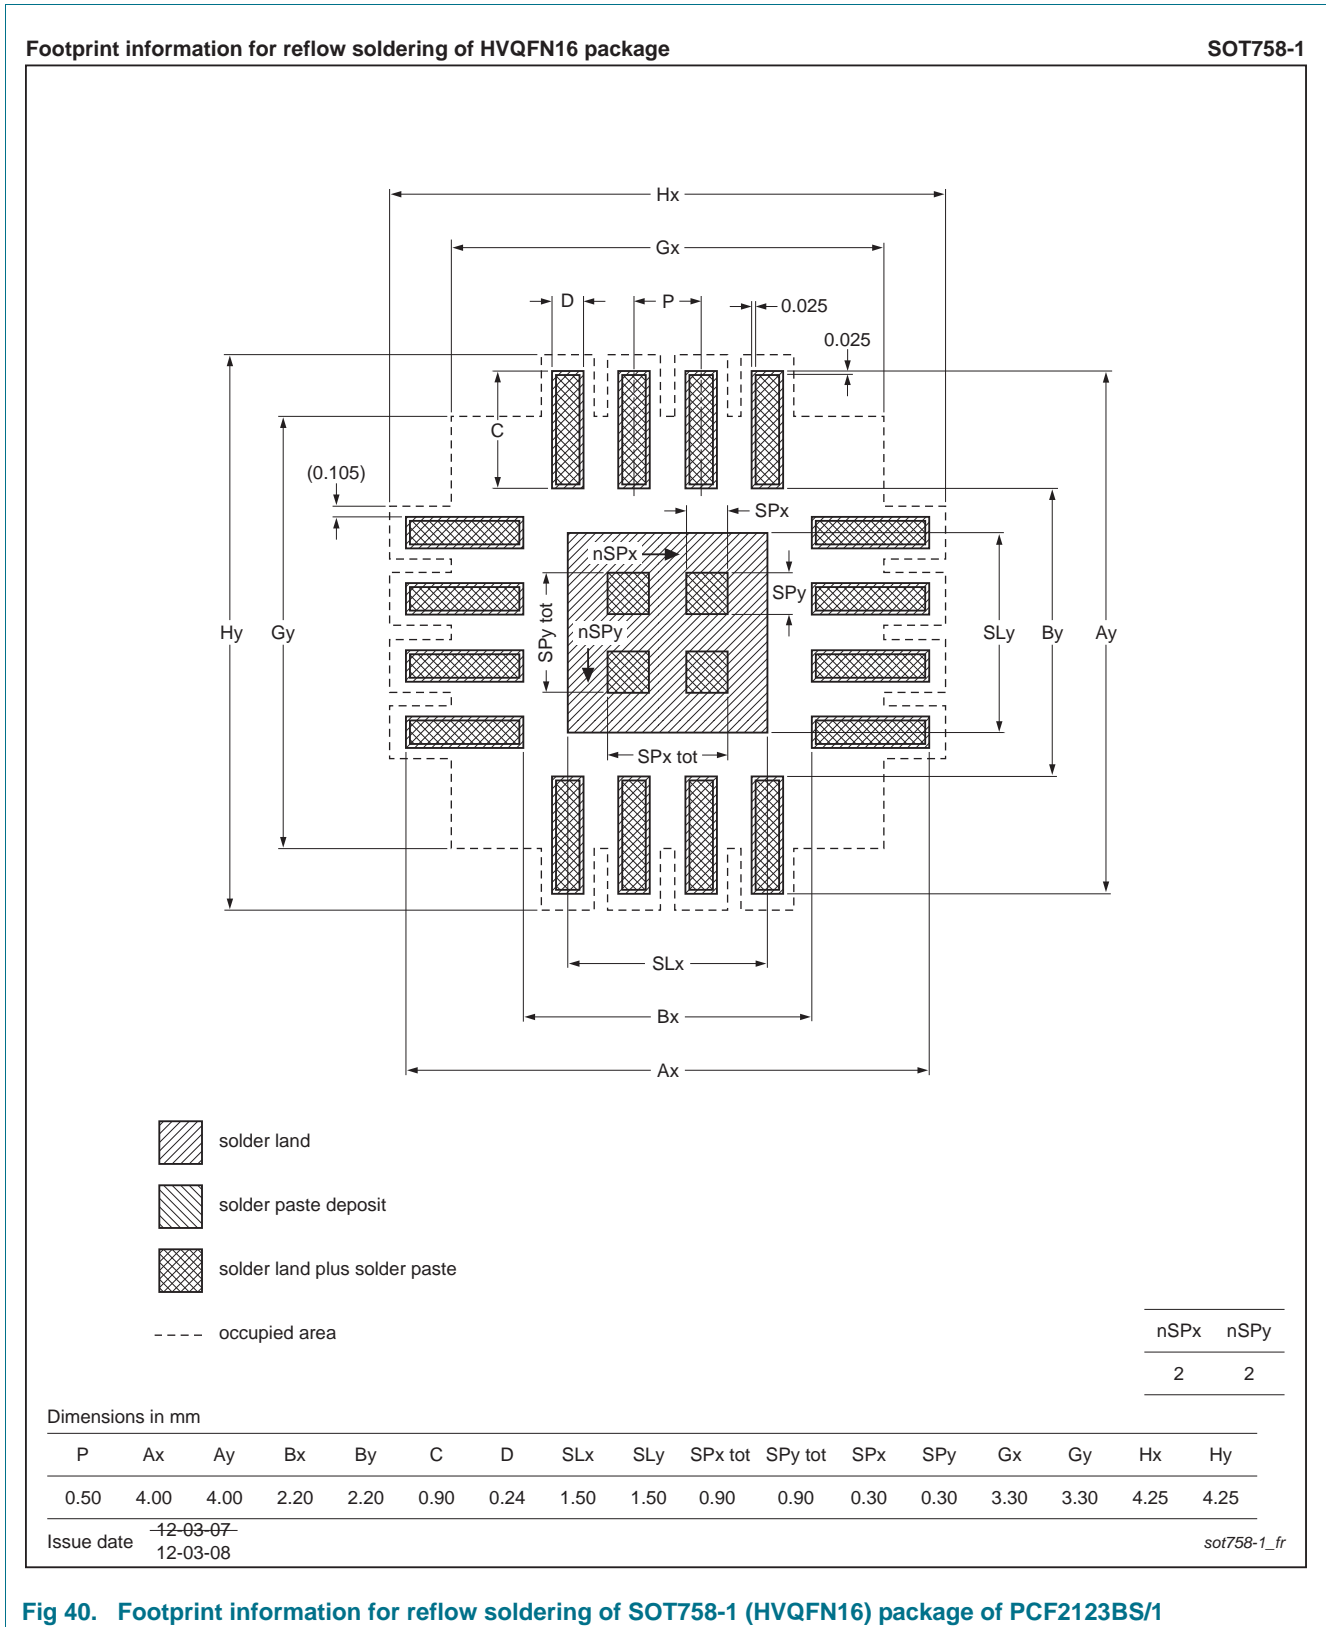 Footprint information for reflow soldering of HVQFN16 package SOT758-1
Hx
Gx
D P 0.025
0.025
C
(0.105)
SPx
nSPx
SPy
SPy tot
nSPy
Hy Gy SLy By Ay
SPx tot
SLx
Bx
Ax
solder land
solder paste deposit
solder land plus solder paste
occupied area
nSPx nSPy
2 2
Dimensions in mm
P Ax Ay Bx By C D SLx SLy SPx tot SPy tot SPx SPy Gx Gy Hx Hy
0.50 4.00 4.00 2.20 2.20 0.90 0.24 1.50 1.50 0.90 0.90 0.30 0.30 3.30 3.30 4.25 4.25
Issue date 12-03-07
12-03-08
sot758-1_fr
Fig 40. Footprint information for reflow soldering of SOT758-1 (HVQFN16) package of PCF2123BS/1